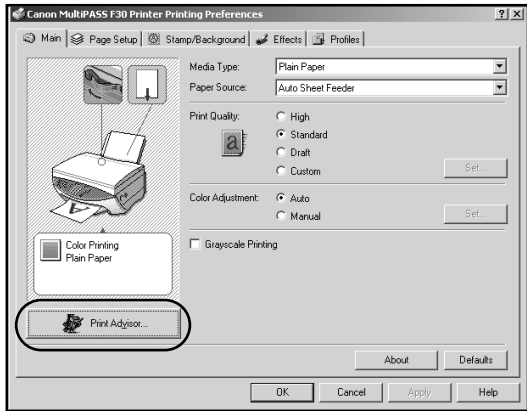 Canon MultiPASS F30 Printer Printing Preferences
Main Page Setup Stamp/Background Effects Profiles
Media Type: Plain Paper
Paper Source: Auto Sheet Feeder
Print Quality: High
Standard
Draft
Custom Set...
Color Adjustment: Auto
Manual Set...
Color Printing
Plain Paper
Grayscale Printing
Print Advisor...
About Defaults
OK Cancel Apply Help